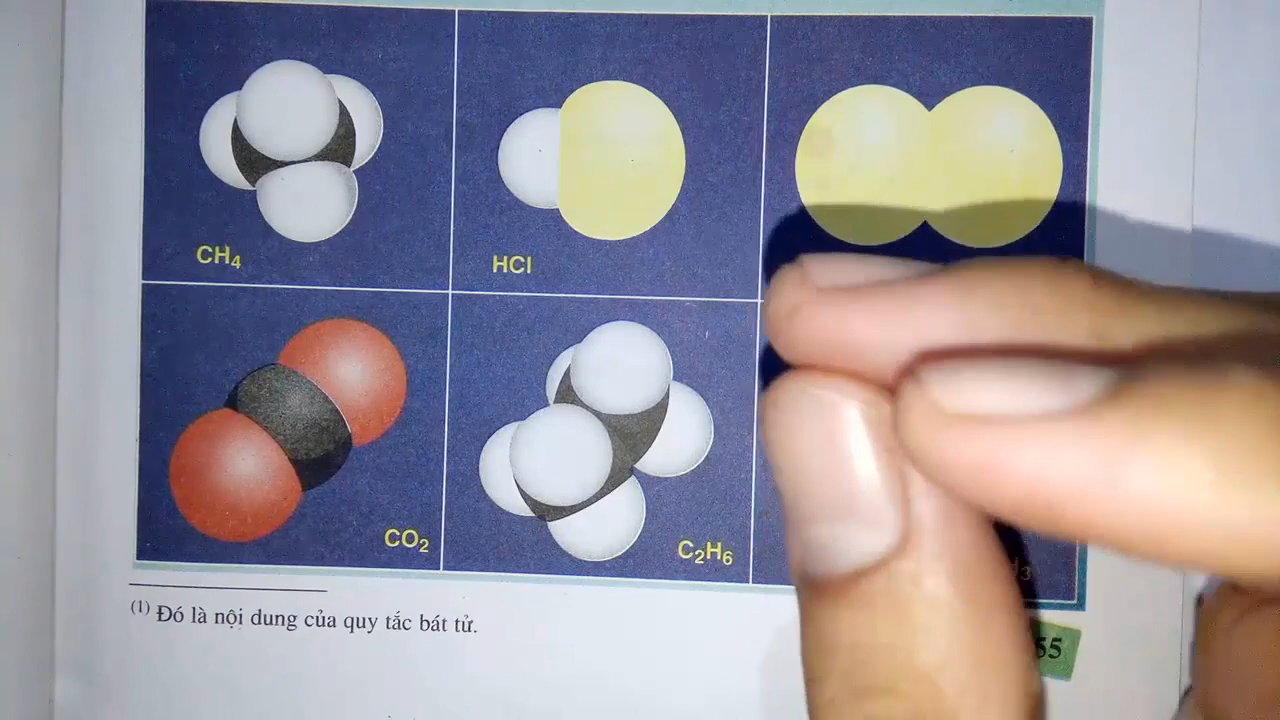 CH₄
HCl
CO₂
C₂H₆
(1) Đó là nội dung của quy tắc bát tử.
55